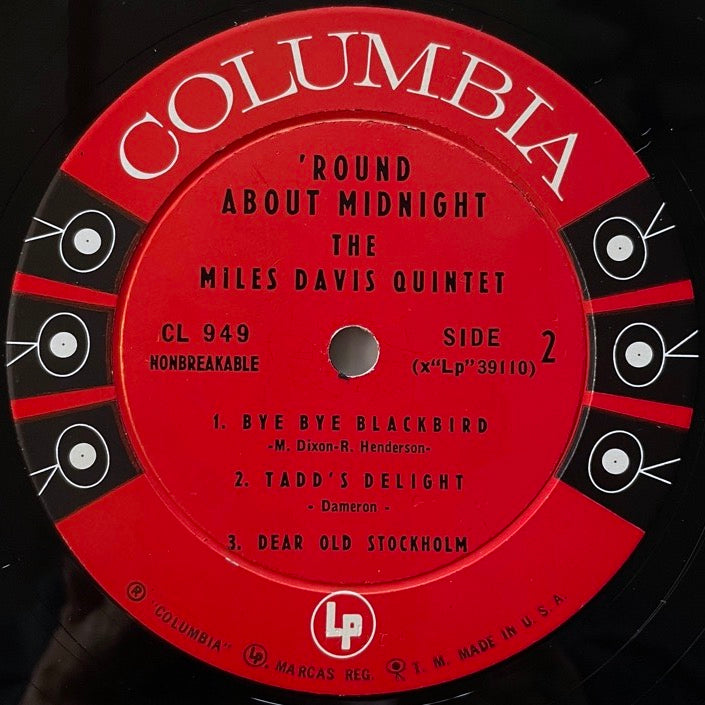 COLUMBIA
'ROUND
ABOUT MIDNIGHT
THE
MILES DAVIS QUINTET
CL 949
NONBREAKABLE
SIDE 2
(x"Lp"39110)
1. BYE BYE BLACKBIRD
-M. Dixon-R. Henderson-
2. TADD'S DELIGHT
- Dameron -
3. DEAR OLD STOCKHOLM
Lp
® "COLUMBIA" Lp, MARCAS REG. T. M. MADE IN U. S. A.